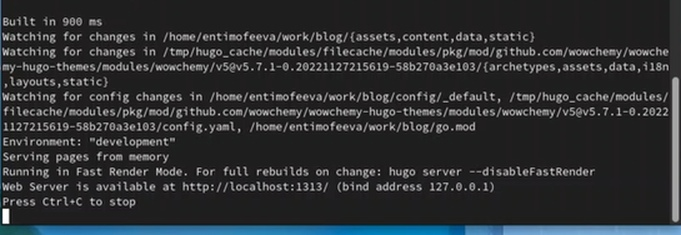 Built in 900 ms
Watching for changes in /home/entimofeeva/work/blog/{assets,content,data,static}
Watching for changes in /tmp/hugo_cache/modules/filecache/modules/pkg/mod/github.com/wowchemy/wowche
my-hugo-themes/modules/wowchemy/v5@v5.7.1-0.20221127215619-58b270a3e103/{archetypes,assets,data,i18n
,layouts,static}
Watching for config changes in /home/entimofeeva/work/blog/config/_default, /tmp/hugo_cache/modules/
filecache/modules/pkg/mod/github.com/wowchemy/wowchemy-hugo-themes/modules/wowchemy/v5@v5.7.1-0.2022
1127215619-58b270a3e103/config.yaml, /home/entimofeeva/work/blog/go.mod
Environment: "development"
Serving pages from memory
Running in Fast Render Mode. For full rebuilds on change: hugo server --disableFastRender
Web Server is available at http://localhost:1313/ (bind address 127.0.0.1)
Press Ctrl+C to stop